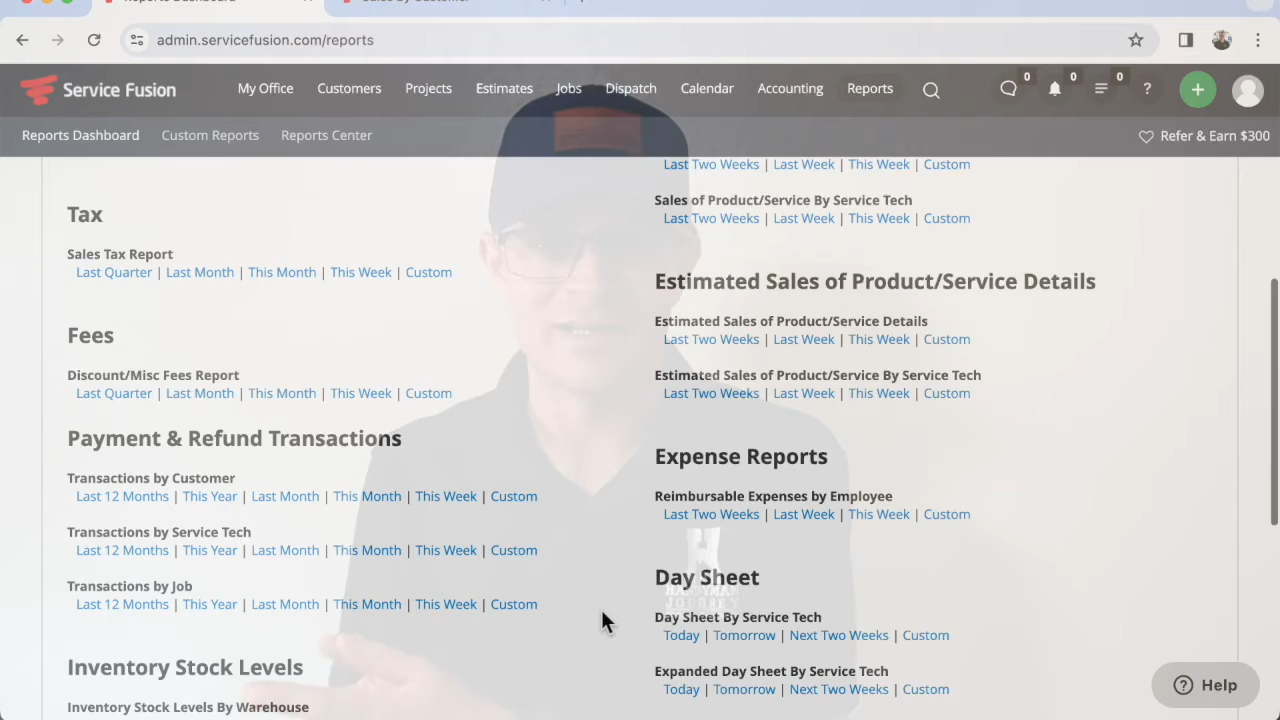 Reports Dashboard
Sales by Customer
admin.servicefusion.com/reports
Service Fusion
My Office
Customers
Projects
Estimates
Jobs
Dispatch
Calendar
Accounting
Reports
0
0
0
?
+
Reports Dashboard
Custom Reports
Reports Center
Refer & Earn $300
Tax
Sales Tax Report
Last Quarter | Last Month | This Month | This Week | Custom
Fees
Discount/Misc Fees Report
Last Quarter | Last Month | This Month | This Week | Custom
Payment & Refund Transactions
Transactions by Customer
Last 12 Months | This Year | Last Month | This Month | This Week | Custom
Transactions by Service Tech
Last 12 Months | This Year | Last Month | This Month | This Week | Custom
Transactions by Job
Last 12 Months | This Year | Last Month | This Month | This Week | Custom
Inventory Stock Levels
Inventory Stock Levels By Warehouse
Last Two Weeks | Last Week | This Week | Custom
Sales of Product/Service By Service Tech
Last Two Weeks | Last Week | This Week | Custom
Estimated Sales of Product/Service Details
Estimated Sales of Product/Service Details
Last Two Weeks | Last Week | This Week | Custom
Estimated Sales of Product/Service By Service Tech
Last Two Weeks | Last Week | This Week | Custom
Expense Reports
Reimbursable Expenses by Employee
Last Two Weeks | Last Week | This Week | Custom
Day Sheet
HANDYMAN
JOURNEY
Day Sheet By Service Tech
Today | Tomorrow | Next Two Weeks | Custom
Expanded Day Sheet By Service Tech
Today | Tomorrow | Next Two Weeks | Custom
? Help